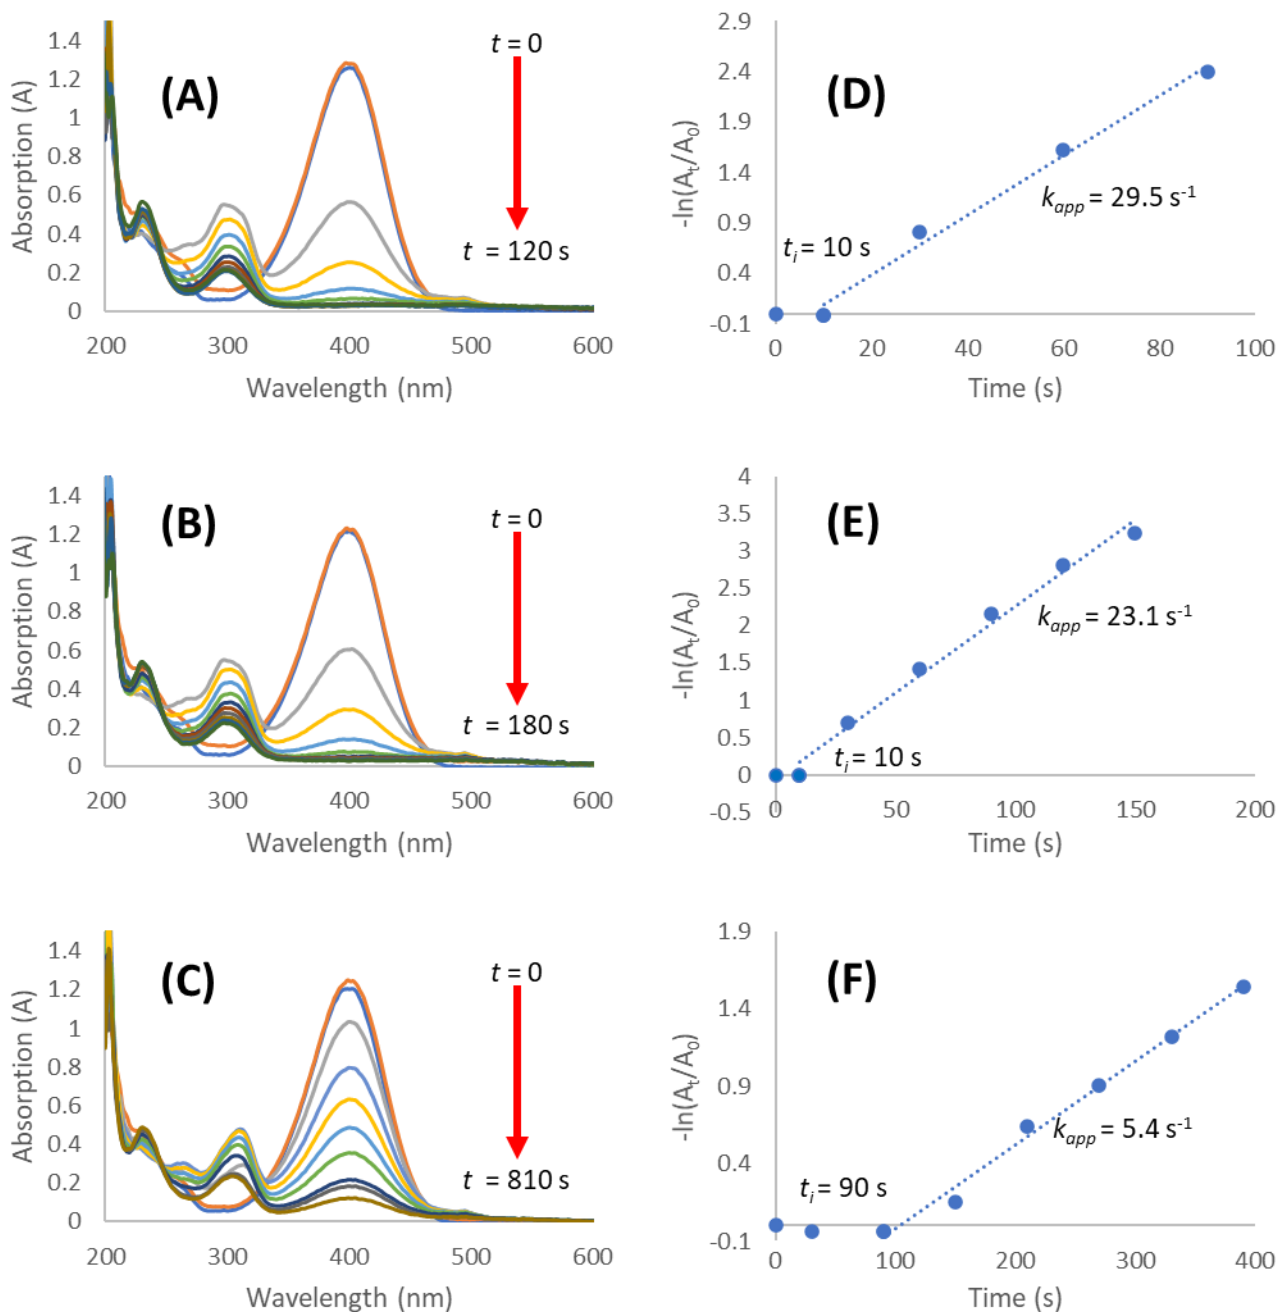 (A)
Absorption (A)
1.4
1.2
1
0.8
0.6
0.4
0.2
0
200 300 400 500 600
Wavelength (nm)
t = 0
t = 120 s
(D)
-ln(At/A0)
2.9
2.4
1.9
1.4
0.9
0.4
-0.1
0 20 40 60 80 100
Time (s)
kapp = 29.5 s-1
ti = 10 s
(B)
Absorption (A)
1.4
1.2
1
0.8
0.6
0.4
0.2
0
200 300 400 500 600
Wavelength (nm)
t = 0
t = 180 s
(E)
-ln(At/A0)
4
3.5
3
2.5
2
1.5
1
0.5
0
-0.5
0 50 100 150 200
Time (s)
kapp = 23.1 s-1
ti = 10 s
(C)
Absorption (A)
1.4
1.2
1
0.8
0.6
0.4
0.2
0
200 300 400 500 600
Wavelength (nm)
t = 0
t = 810 s
(F)
-ln(At/A0)
1.9
1.4
0.9
0.4
-0.1
0 100 200 300 400
Time (s)
kapp = 5.4 s-1
ti = 90 s